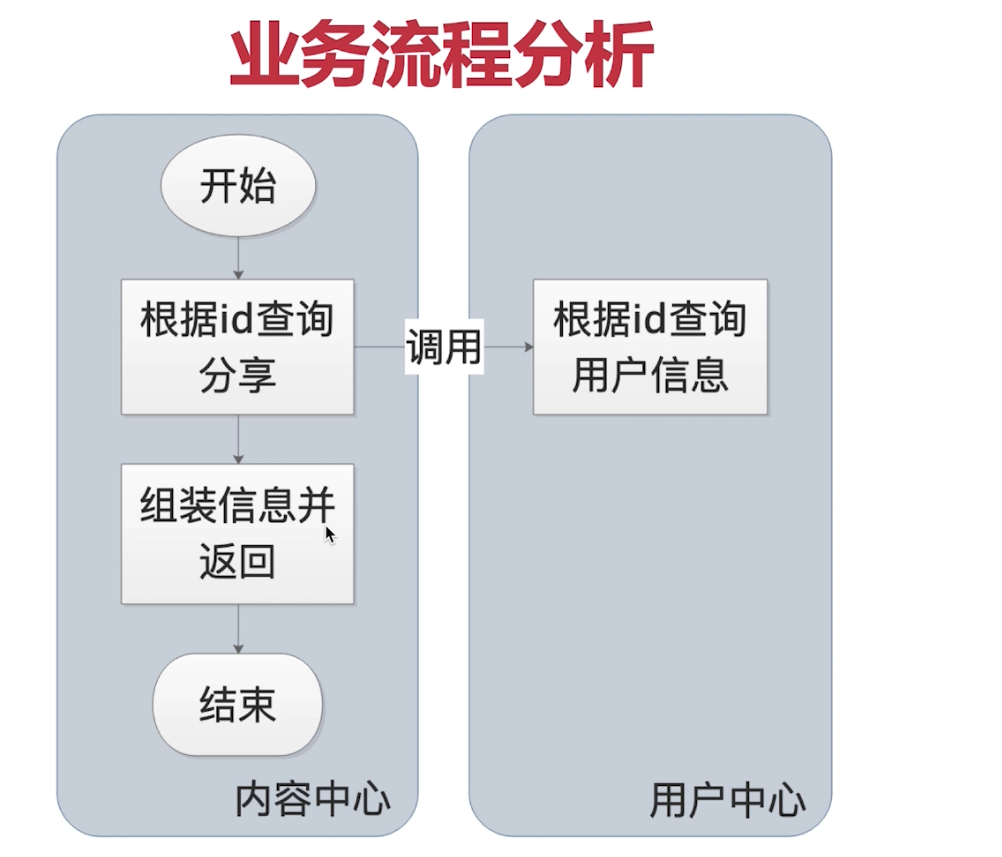 业务流程分析
开始
根据id查询
分享
调用
根据id查询
用户信息
组装信息并
返回
结束
内容中心
用户中心